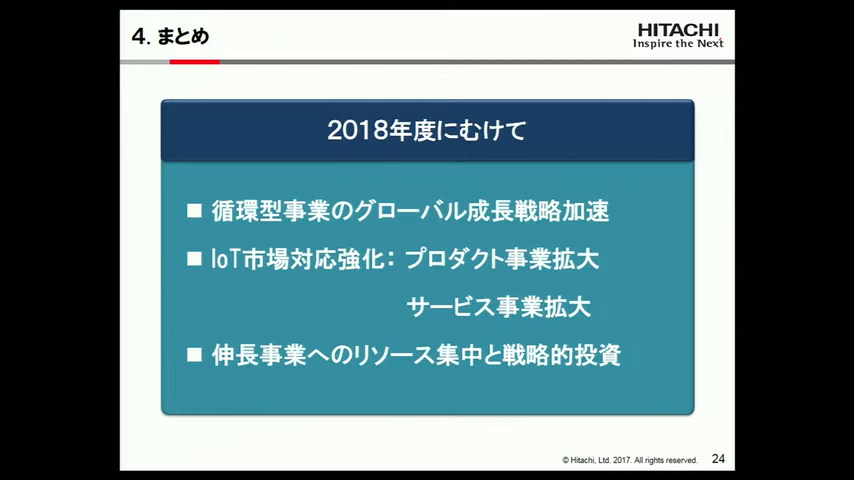 4. まとめ
HITACHI
Inspire the Next
2018年度にむけて
■ 循環型事業のグローバル成長戦略加速
■ IoT市場対応強化： プロダクト事業拡大
サービス事業拡大
■ 伸長事業へのリソース集中と戦略的投資
© Hitachi, Ltd. 2017. All rights reserved.
24